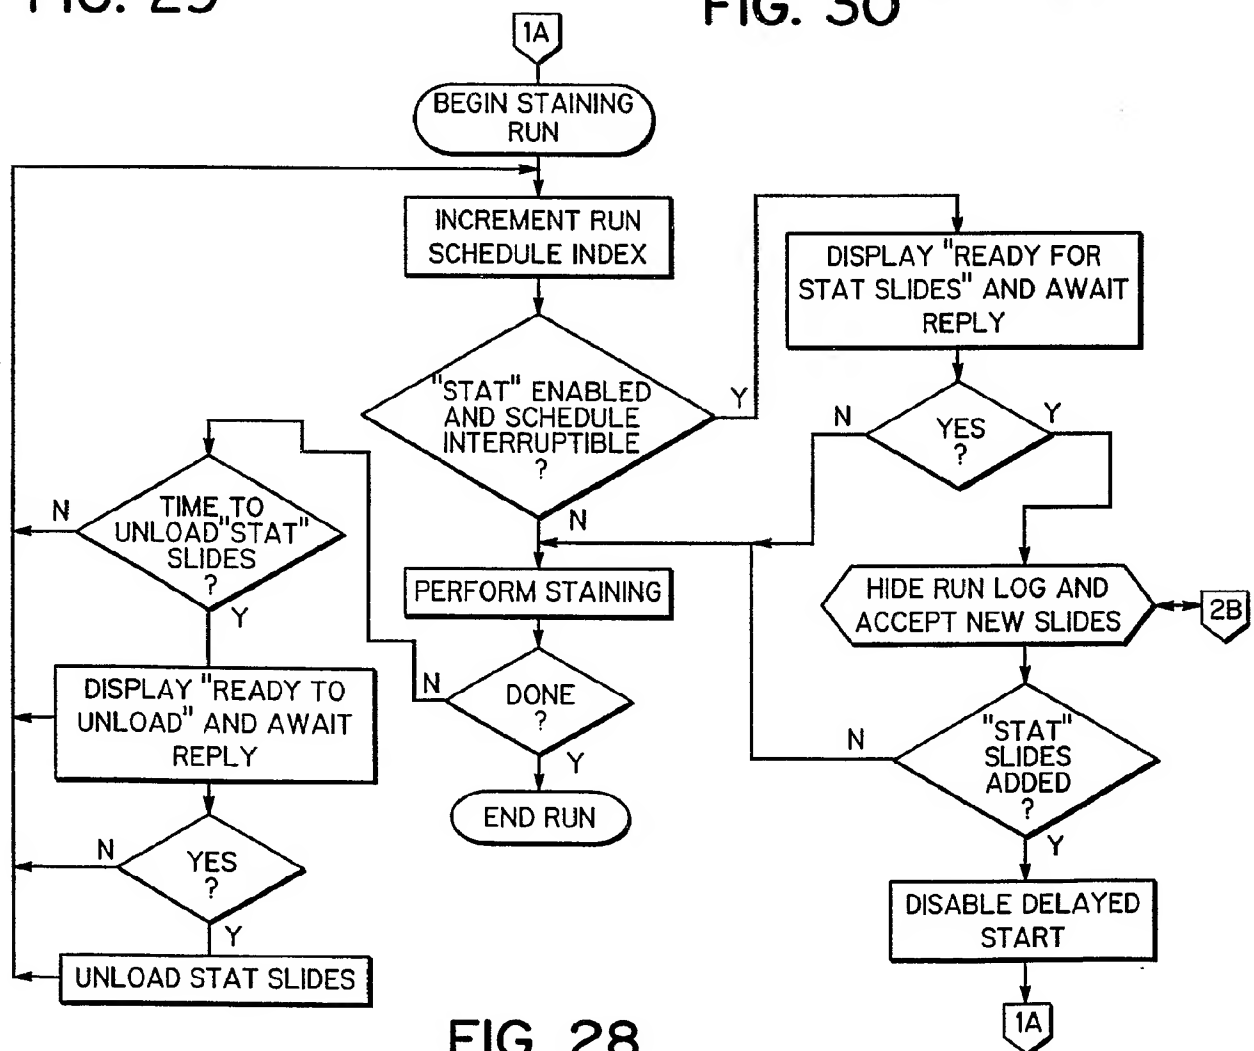 FIG. 29
FIG. 30
1A
BEGIN STAINING
RUN
INCREMENT RUN
SCHEDULE INDEX
"STAT" ENABLED
AND SCHEDULE
INTERRUPTIBLE
?
Y
N
DISPLAY "READY FOR
STAT SLIDES" AND AWAIT
REPLY
YES
?
N
Y
HIDE RUN LOG AND
ACCEPT NEW SLIDES
2B
"STAT"
SLIDES
ADDED
?
N
Y
DISABLE DELAYED
START
1A
PERFORM STAINING
DONE
?
N
Y
END RUN
TIME TO
UNLOAD "STAT"
SLIDES
?
N
Y
DISPLAY "READY TO
UNLOAD" AND AWAIT
REPLY
YES
?
N
Y
UNLOAD STAT SLIDES
FIG. 28